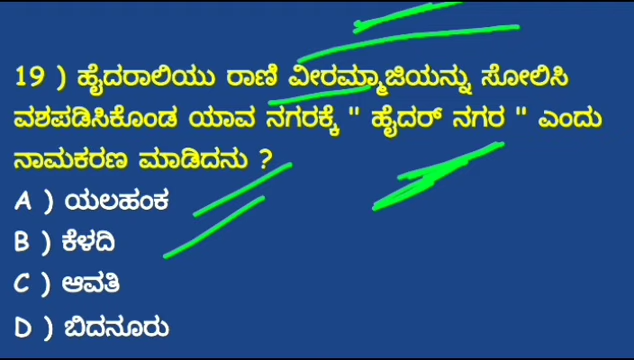 19 ) ಹೈದರಾಲಿಯು ರಾಣಿ ವೀರಮ್ಮಾಜಿಯನ್ನು ಸೋಲಿಸಿ
ವಶಪಡಿಸಿಕೊಂಡ ಯಾವ ನಗರಕ್ಕೆ " ಹೈದರ್ ನಗರ " ಎಂದು
ನಾಮಕರಣ ಮಾಡಿದನು ?
A ) ಯಲಹಂಕ
B ) ಕೆಳದಿ
C ) ಆವತಿ
D ) ಬಿದನೂರು